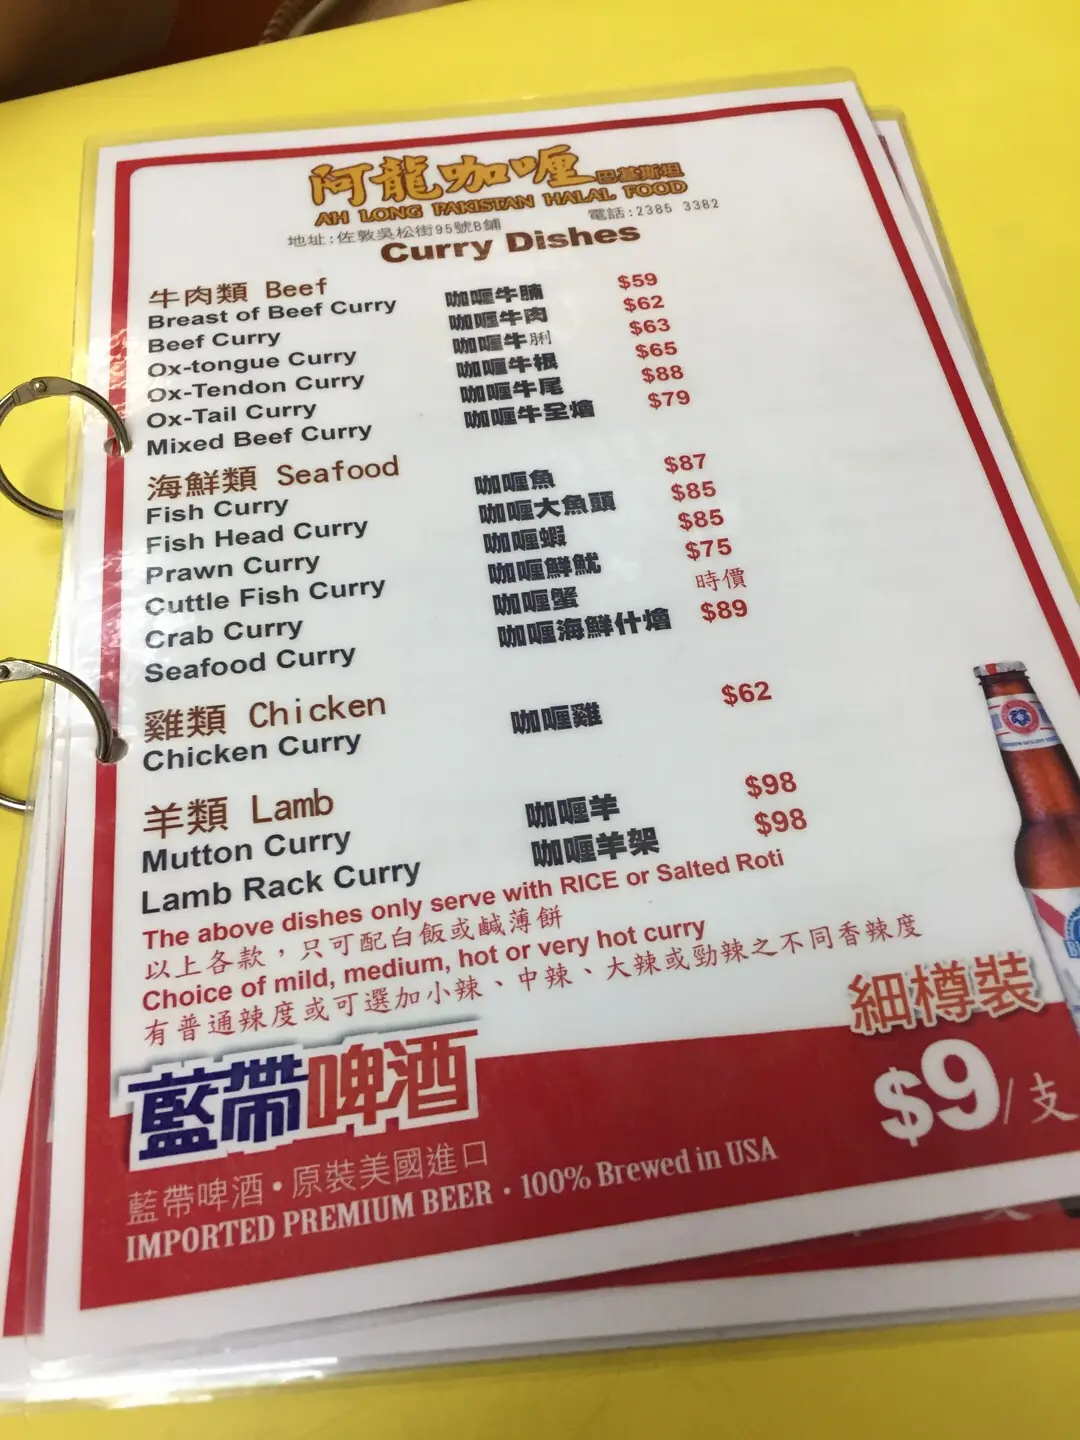 阿龍咖喱巴基斯坦
AH LONG PAKISTAN HALAL FOOD
地址:佐敦吳松街95號B鋪 電話:2385 3382
Curry Dishes
牛肉類 Beef
Breast of Beef Curry 咖喱牛腩 $59
Beef Curry 咖喱牛肉 $62
Ox-tongue Curry 咖喱牛脷 $63
Ox-Tendon Curry 咖喱牛根 $65
Ox-Tail Curry 咖喱牛尾 $88
Mixed Beef Curry 咖喱牛全燴 $79
海鮮類 Seafood
Fish Curry 咖喱魚 $87
Fish Head Curry 咖喱大魚頭 $85
Prawn Curry 咖喱蝦 $85
Cuttle Fish Curry 咖喱鮮魷 $75
Crab Curry 咖喱蟹 時價
Seafood Curry 咖喱海鮮什燴 $89
雞類 Chicken
Chicken Curry 咖喱雞 $62
羊類 Lamb
Mutton Curry 咖喱羊 $98
Lamb Rack Curry 咖喱羊架 $98
The above dishes only serve with RICE or Salted Roti
以上各款，只可配白飯或鹹薄餅
Choice of mild, medium, hot or very hot curry
有普通辣度或可選加小辣、中辣、大辣或勁辣之不同香辣度
藍帶啤酒
細樽裝
$9/支
藍帶啤酒•原裝美國進口
IMPORTED PREMIUM BEER · 100% Brewed in USA